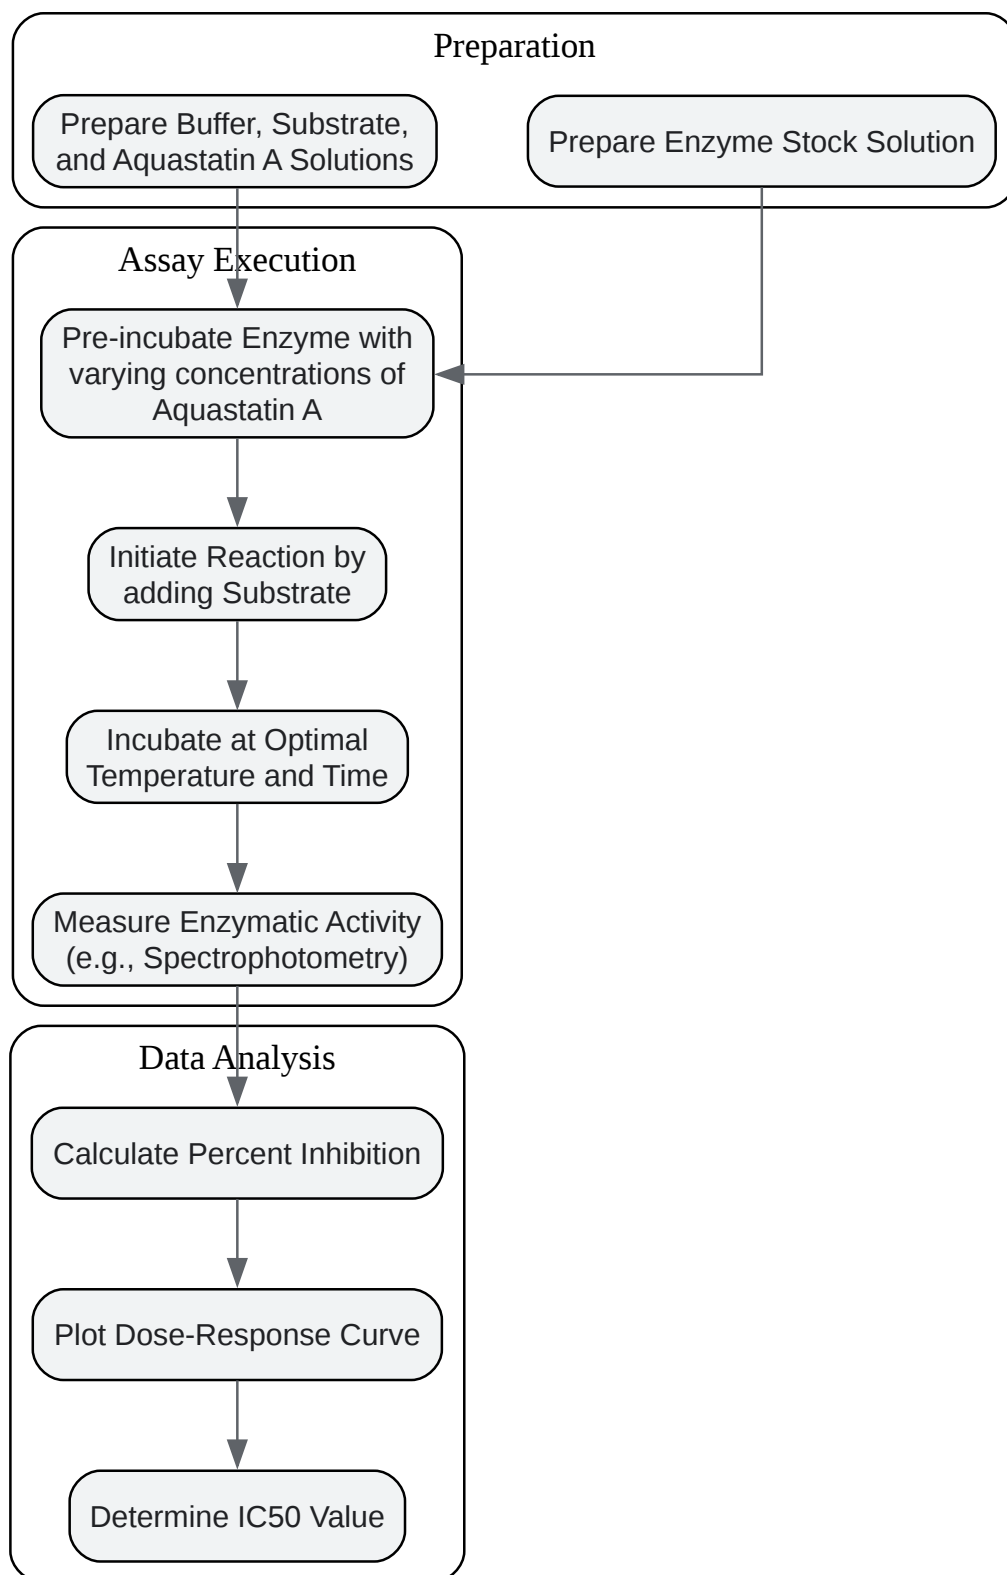 Preparation
Prepare Buffer, Substrate,
and Aquastatin A Solutions
Prepare Enzyme Stock Solution
Assay Execution
Pre-incubate Enzyme with
varying concentrations of
Aquastatin A
Initiate Reaction by
adding Substrate
Incubate at Optimal
Temperature and Time
Measure Enzymatic Activity
(e.g., Spectrophotometry)
Data Analysis
Calculate Percent Inhibition
Plot Dose-Response Curve
Determine IC50 Value